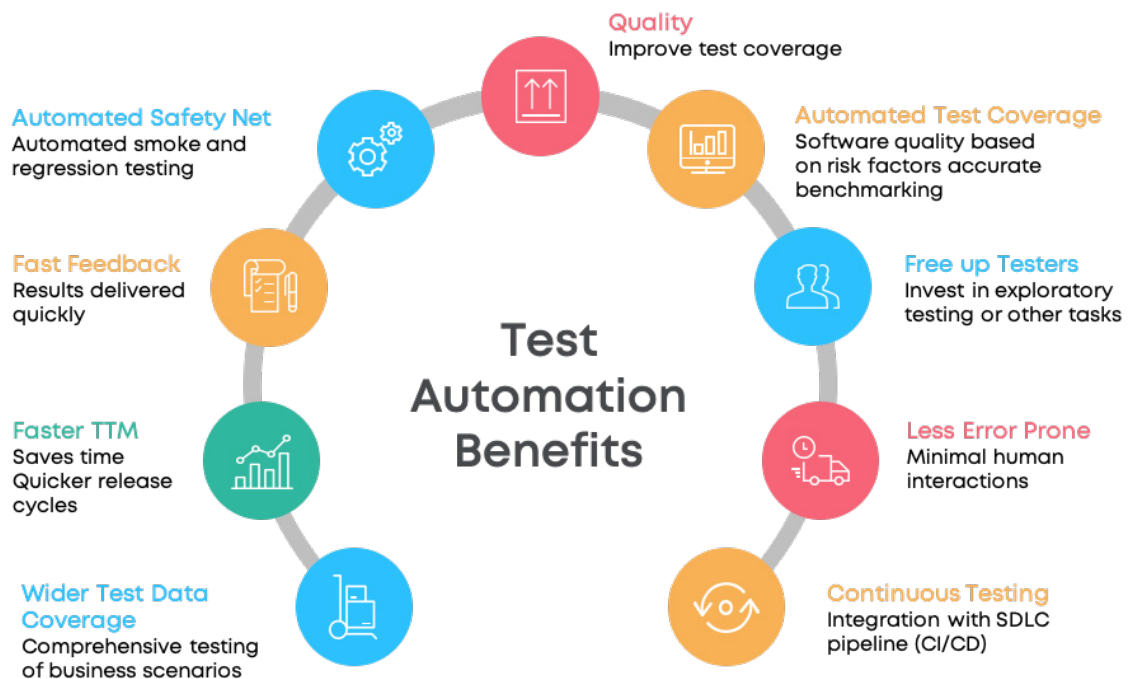 Quality
Improve test coverage
Automated Safety Net
Automated smoke and
regression testing
Automated Test Coverage
Software quality based
on risk factors accurate
benchmarking
Fast Feedback
Results delivered
quickly
Free up Testers
Invest in exploratory
testing or other tasks
Test
Automation
Benefits
Faster TTM
Saves time
Quicker release
cycles
Less Error Prone
Minimal human
interactions
Wider Test Data
Coverage
Comprehensive testing
of business scenarios
Continuous Testing
Integration with SDLC
pipeline (CI/CD)